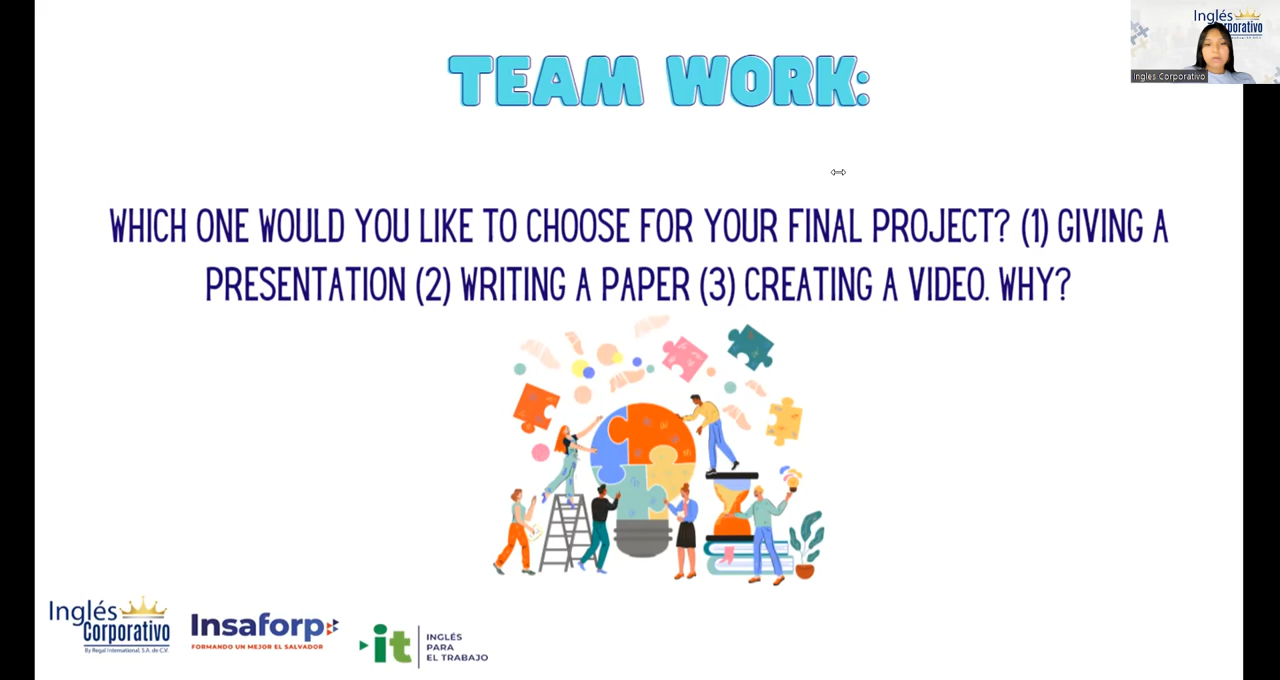 TEAM WORK:
WHICH ONE WOULD YOU LIKE TO CHOOSE FOR YOUR FINAL PROJECT? (1) GIVING A
PRESENTATION (2) WRITING A PAPER (3) CREATING A VIDEO. WHY?
Inglés
Corporativo
By Regal International, S.A. de C.V.
Insaforp
FORMANDO UN MEJOR EL SALVADOR
it
INGLÉS
PARA
EL TRABAJO
Inglés
Corporativo
Ingles Corporativo